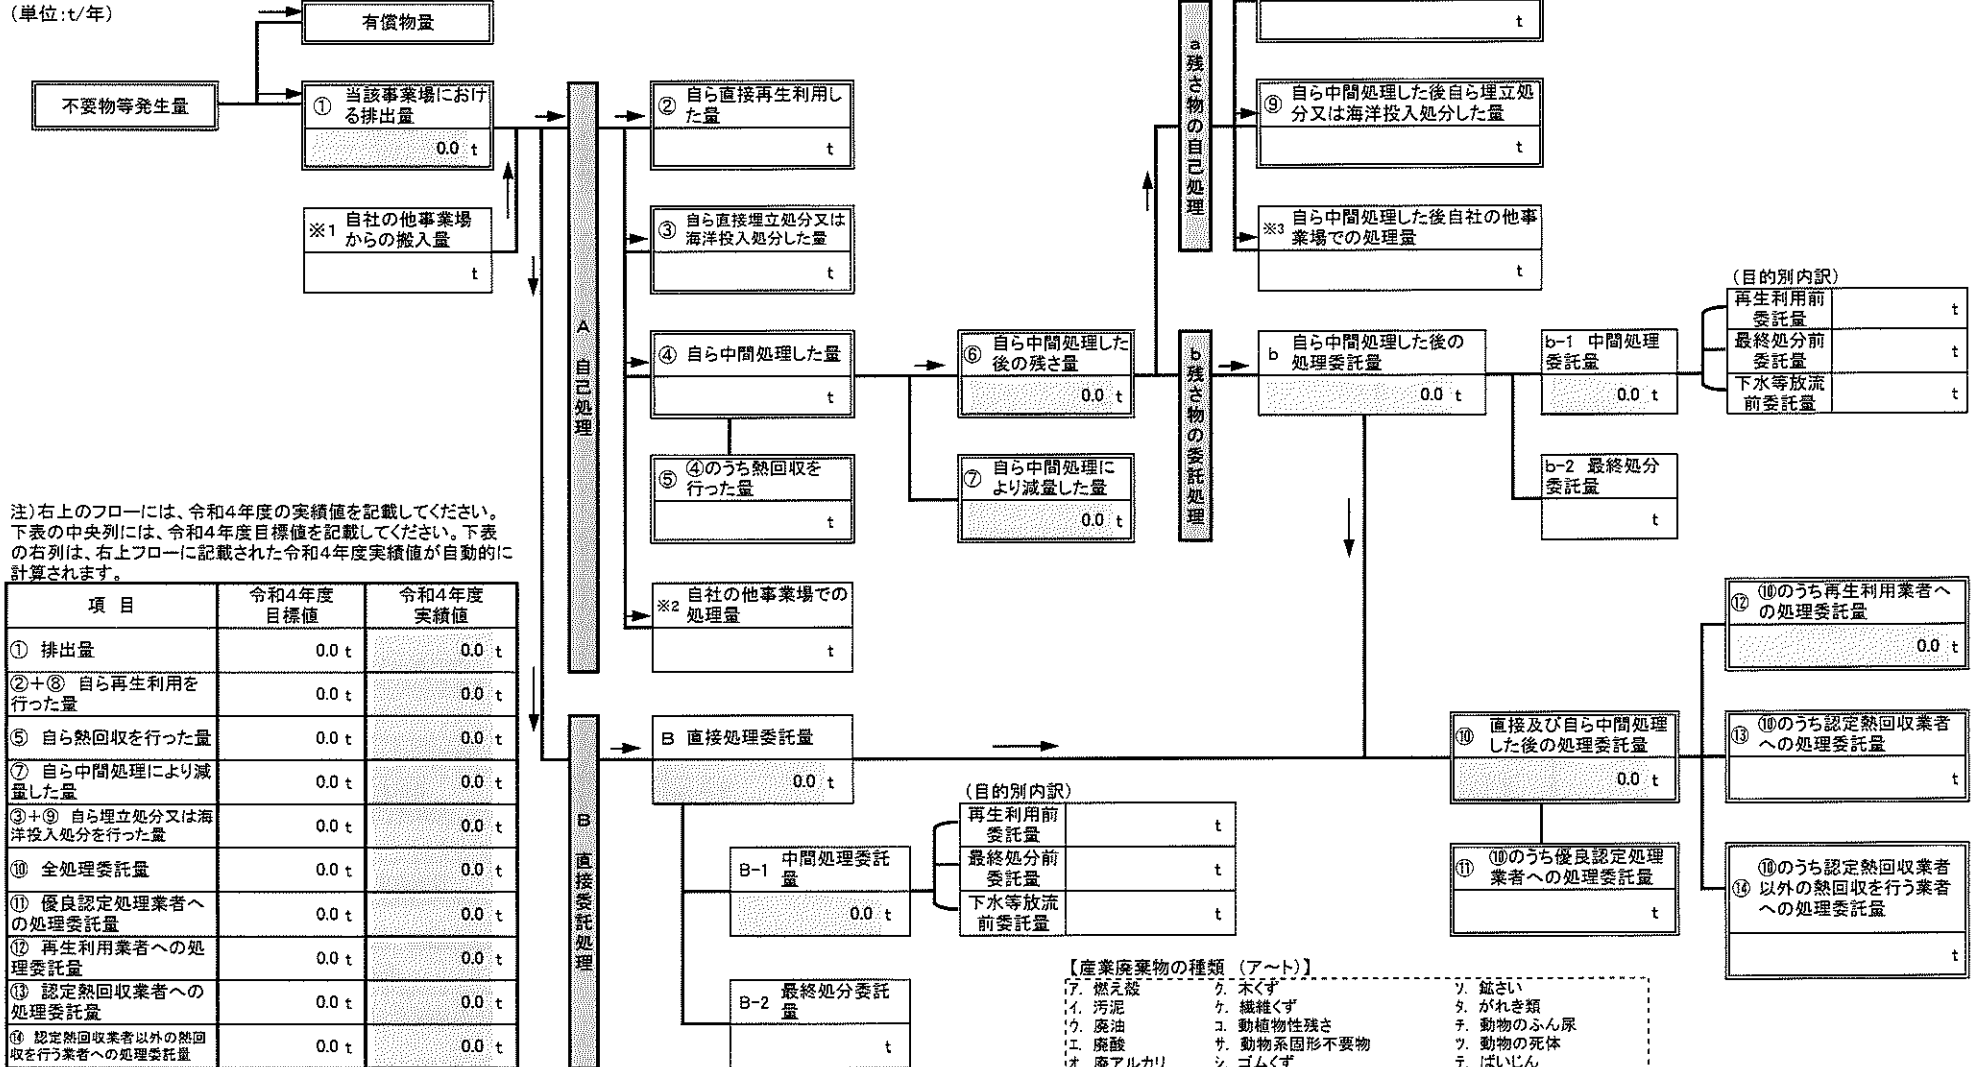 (単位:t/年)
有償物量
不要物等発生量
① 当該事業場におけ
る排出量
0.0 t
※1 自社の他事業場
からの搬入量
t
A 自己処理
② 自ら直接再生利用し
た量
t
③ 自ら直接埋立処分又は
海洋投入処分した量
t
④ 自ら中間処理した量
t
⑤ ④のうち熱回収を
行った量
t
※2 自社の他事業場での
処理量
t
⑥ 自ら中間処理した
後の残さ量
0.0 t
⑦ 自ら中間処理に
より減量した量
0.0 t
a 残さ物の自己処理
t
⑨ 自ら中間処理した後自ら埋立処
分又は海洋投入処分した量
t
※3 自ら中間処理した後自社の他事
業場での処理量
t
b 残さ物の委託処理
b 自ら中間処理した後の
処理委託量
0.0 t
b-1 中間処理
委託量
0.0 t
(目的別内訳)
再生利用前
委託量
t
最終処分前
委託量
t
下水等放流
前委託量
t
b-2 最終処分
委託量
t
注)右上のフローには、令和4年度の実績値を記載してください。
下表の中央列には、令和4年度目標値を記載してください。下表
の右列は、右上フローに記載された令和4年度実績値が自動的に
計算されます。
項 目 令和4年度
目標値 令和4年度
実績値
① 排出量 0.0 t 0.0 t
②+⑧ 自ら再生利用を
行った量 0.0 t 0.0 t
⑤ 自ら熱回収を行った量 0.0 t 0.0 t
⑦ 自ら中間処理により減
量した量 0.0 t 0.0 t
③+⑨ 自ら埋立処分又は海
洋投入処分を行った量 0.0 t 0.0 t
⑩ 全処理委託量 0.0 t 0.0 t
⑪ 優良認定処理業者へ
の処理委託量 0.0 t 0.0 t
⑫ 再生利用業者への処
理委託量 0.0 t 0.0 t
⑬ 認定熱回収業者への
処理委託量 0.0 t 0.0 t
⑭ 認定熱回収業者以外の熱回
収を行う業者への処理委託量 0.0 t 0.0 t
B 直接委託処理
B 直接処理委託量
0.0 t
B-1 中間処理委託
量
0.0 t
(目的別内訳)
再生利用前
委託量
t
最終処分前
委託量
t
下水等放流
前委託量
t
B-2 最終処分委託
量
t
⑩ 直接及び自ら中間処理
した後の処理委託量
0.0 t
⑪ ⑩のうち優良認定処理
業者への処理委託量
t
⑫ ⑩のうち再生利用業者へ
の処理委託量
0.0 t
⑬ ⑩のうち認定熱回収業者
への処理委託量
t
⑭ ⑩のうち認定熱回収業者
以外の熱回収を行う業者
への処理委託量
t
【産業廃棄物の種類 (ア～ト)】
ア. 燃え殻 ク. 木くず ソ. 鉱さい
イ. 汚泥 ケ. 繊維くず タ. がれき類
ウ. 廃油 コ. 動植物性残さ チ. 動物のふん尿
エ. 廃酸 サ. 動物系固形不要物 ツ. 動物の死体
オ. 廃アルカリ シ. ゴムくず テ. ばいじん